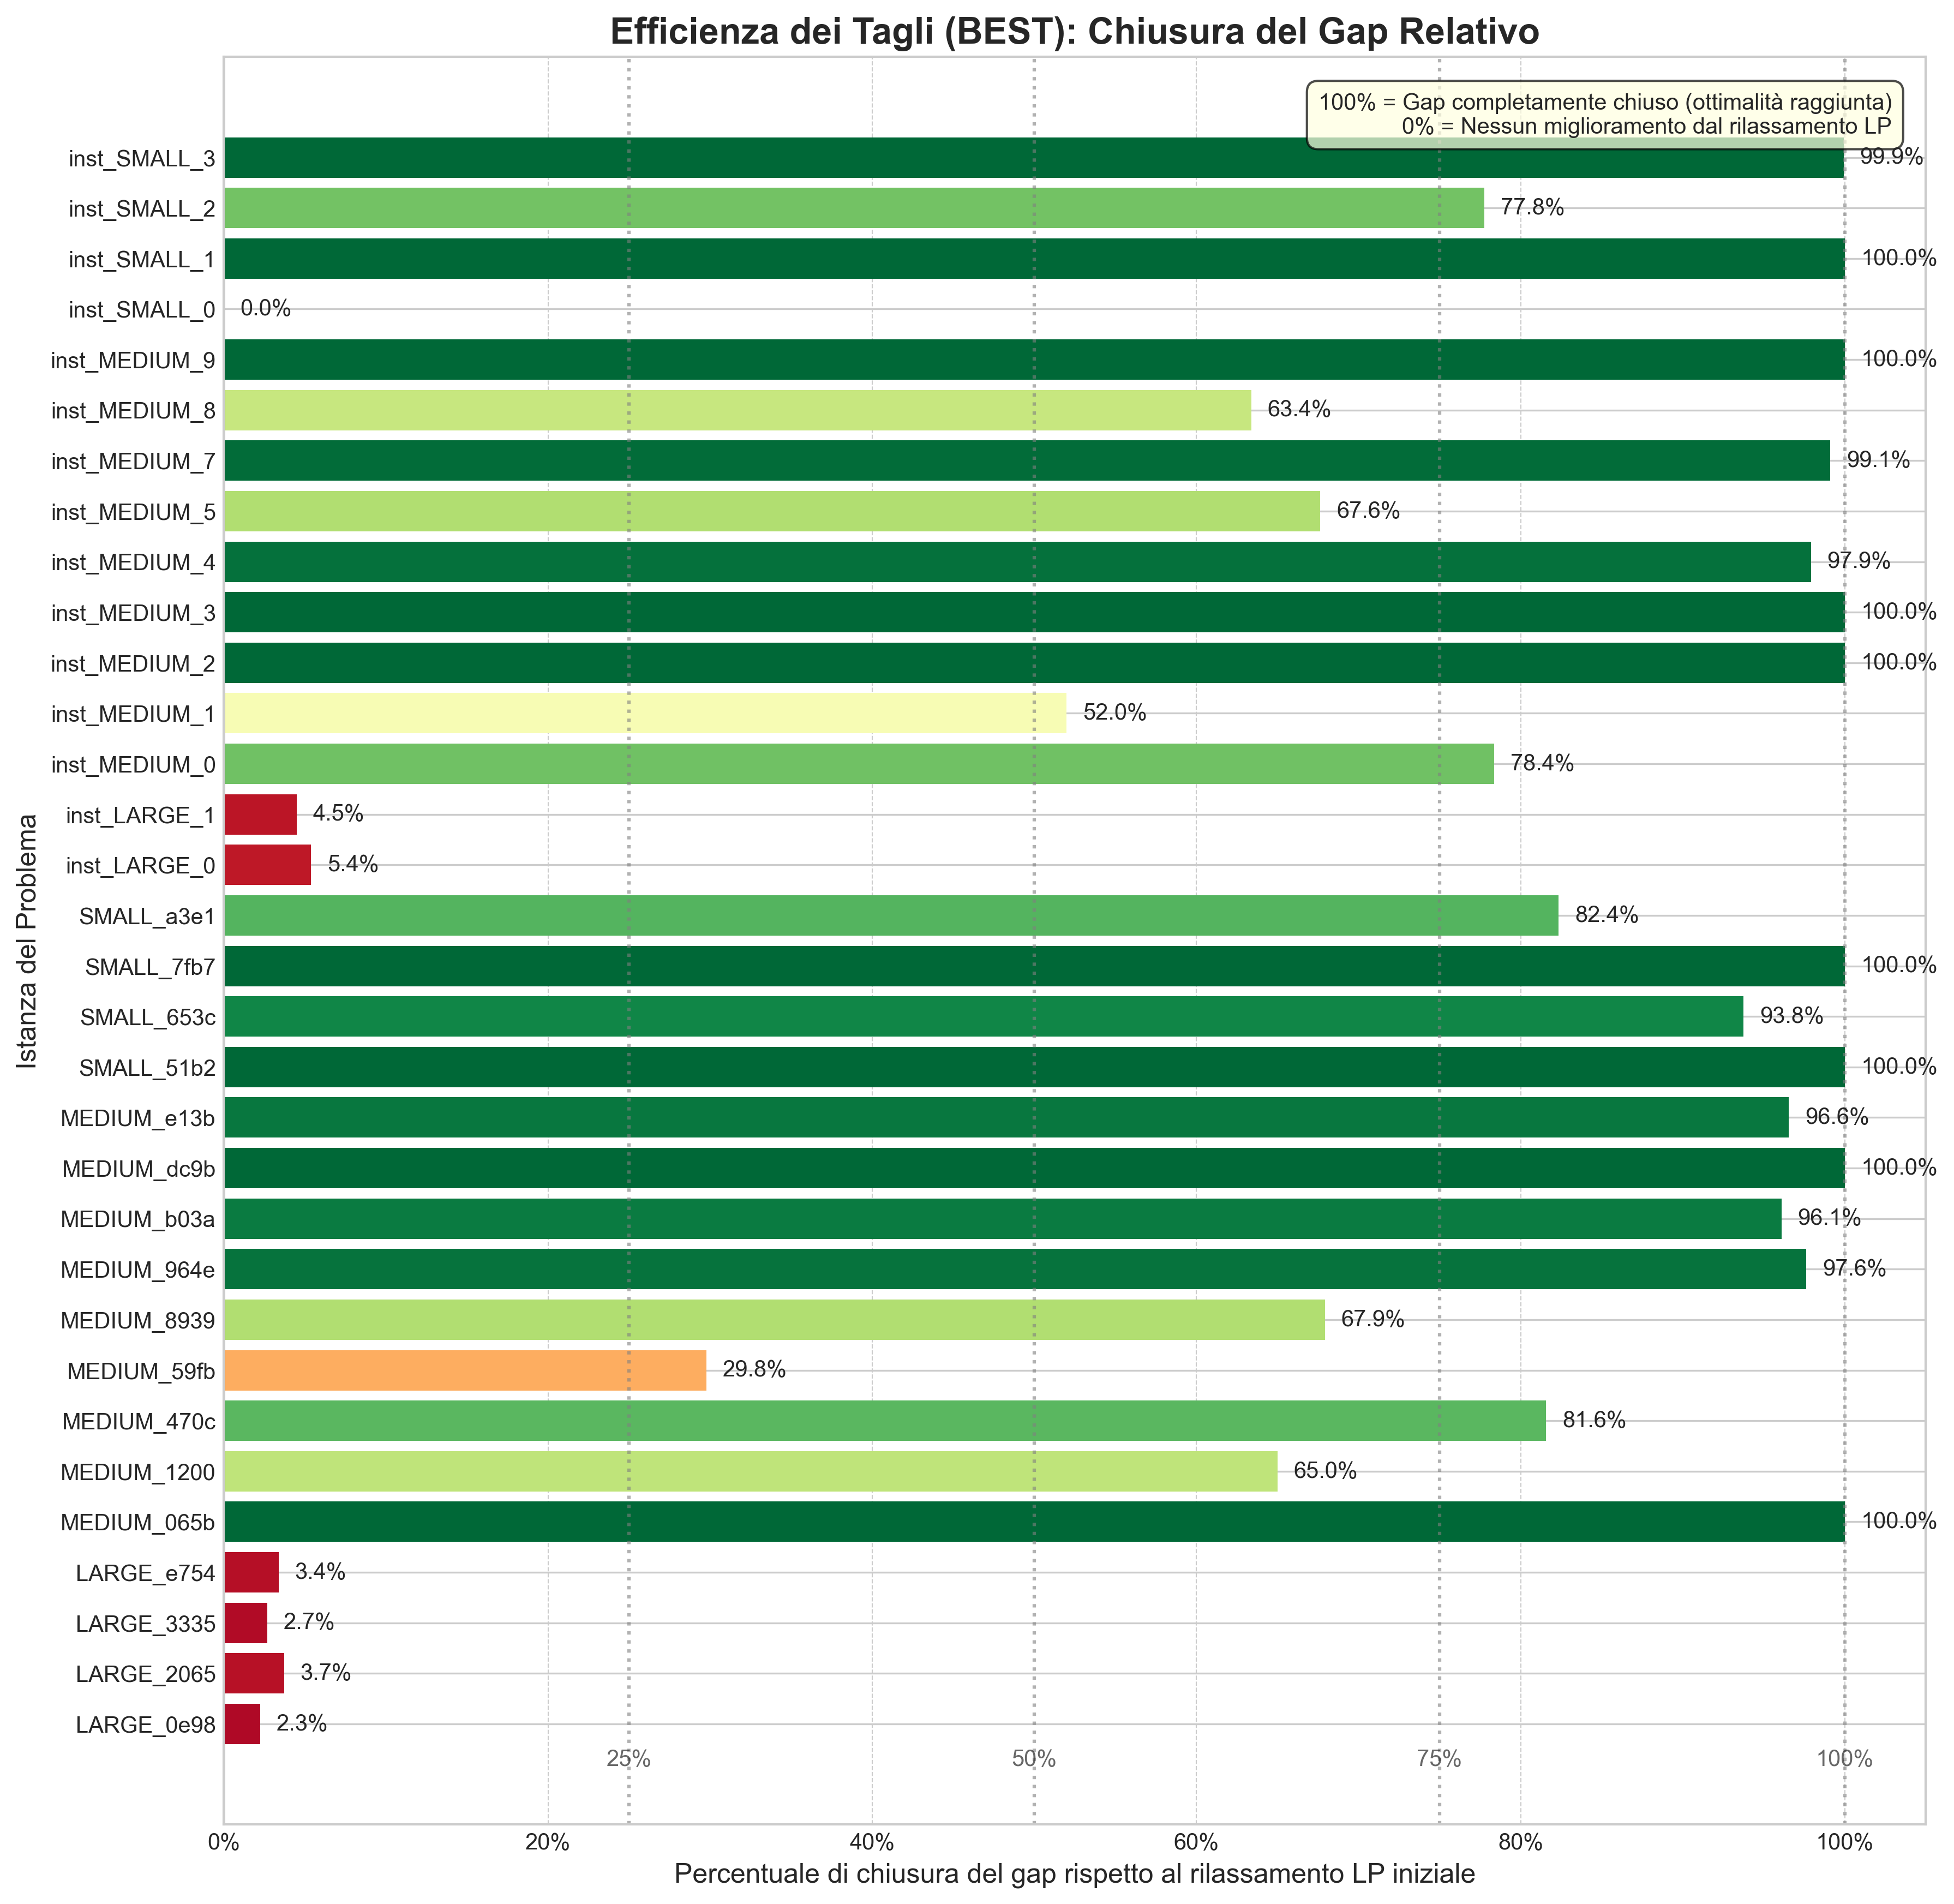 Efficienza dei Tagli (BEST): Chiusura del Gap Relativo
100% = Gap completamente chiuso (ottimalità raggiunta)
0% = Nessun miglioramento dal rilassamento LP
inst_SMALL_3 99.9%
inst_SMALL_2 77.8%
inst_SMALL_1 100.0%
inst_SMALL_0 0.0%
inst_MEDIUM_9 100.0%
inst_MEDIUM_8 63.4%
inst_MEDIUM_7 99.1%
inst_MEDIUM_5 67.6%
inst_MEDIUM_4 97.9%
inst_MEDIUM_3 100.0%
inst_MEDIUM_2 100.0%
inst_MEDIUM_1 52.0%
inst_MEDIUM_0 78.4%
inst_LARGE_1 4.5%
inst_LARGE_0 5.4%
SMALL_a3e1 82.4%
SMALL_7fb7 100.0%
SMALL_653c 93.8%
SMALL_51b2 100.0%
MEDIUM_e13b 96.6%
MEDIUM_dc9b 100.0%
MEDIUM_b03a 96.1%
MEDIUM_964e 97.6%
MEDIUM_8939 67.9%
MEDIUM_59fb 29.8%
MEDIUM_470c 81.6%
MEDIUM_1200 65.0%
MEDIUM_065b 100.0%
LARGE_e754 3.4%
LARGE_3335 2.7%
LARGE_2065 3.7%
LARGE_0e98 2.3%
25% 50% 75% 100%
0% 20% 40% 60% 80% 100%
Percentuale di chiusura del gap rispetto al rilassamento LP iniziale
Istanza del Problema